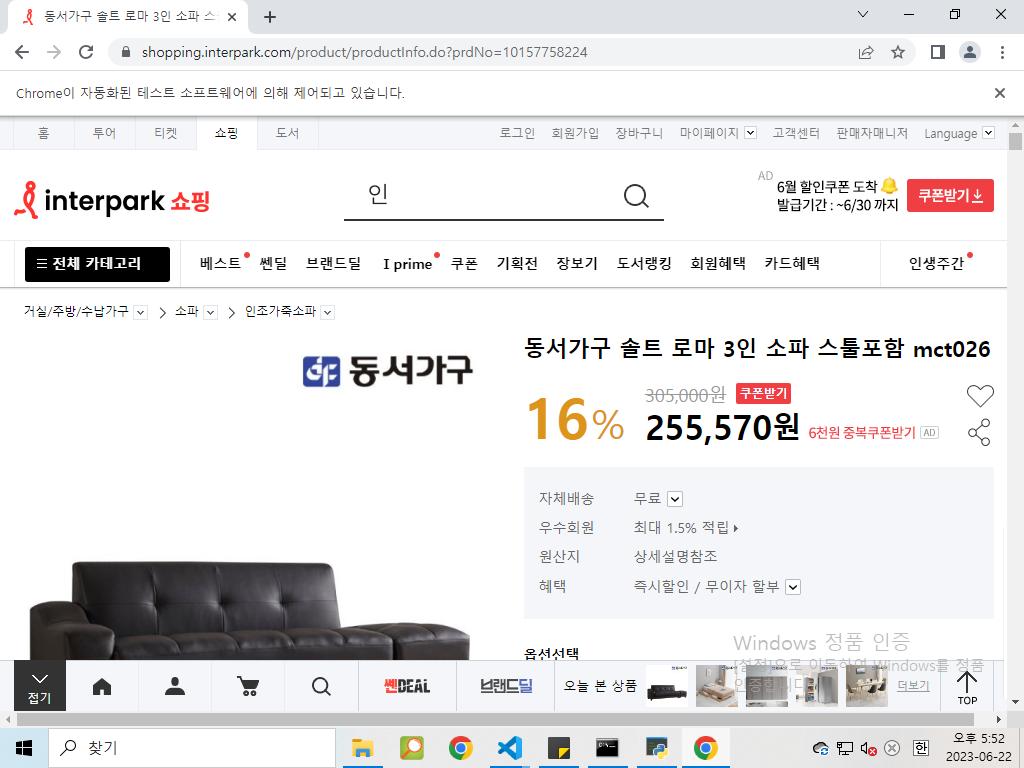 동서가구 솔트 로마 3인 소파 스
shopping.interpark.com/product/productInfo.do?prdNo=10157758224
Chrome이 자동화된 테스트 소프트웨어에 의해 제어되고 있습니다.
홈 투어 티켓 쇼핑 도서 로그인 회원가입 장바구니 마이페이지 고객센터 판매자매니저 Language
interpark 쇼핑
인
AD
6월 할인쿠폰 도착
발급기간 : ~6/30 까지
쿠폰받기
전체 카테고리 베스트 쎈딜 브랜드딜 I prime 쿠폰 기획전 장보기 도서랭킹 회원혜택 카드혜택 인생주간
거실/주방/수납가구 소파 인조가죽소파
동서가구
동서가구 솔트 로마 3인 소파 스툴포함 mct026
16%
305,000원 쿠폰받기
255,570원 6천원 중복쿠폰받기 AD
자체배송 무료
우수회원 최대 1.5% 적립
원산지 상세설명참조
혜택 즉시할인 / 무이자 할부
옵션선택
Windows 정품 인증
[설정]으로 이동하여 Windows를 정품
인증합니다.
접기
쎈DEAL
브랜드딜
오늘 본 상품
더보기
TOP
찾기
한
오후 5:52
2023-06-22